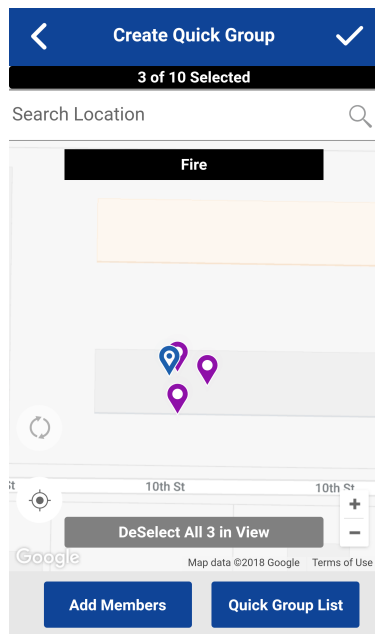 Create Quick Group
3 of 10 Selected
Search Location
Fire
St
10th St
10th St
DeSelect All 3 in View
Google
Map data ©2018 Google Terms of Use
Add Members
Quick Group List